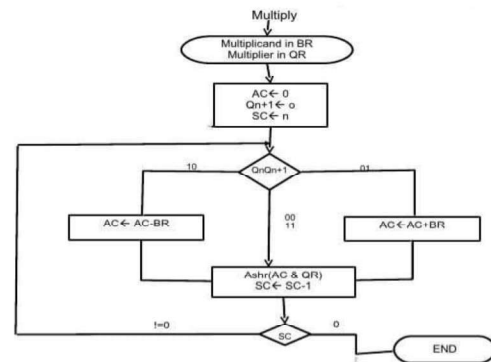 Multiply
Multiplicand in BR
Multiplier in QR
AC← 0
Qn+1← o
SC← n
10
QnQn+1
01
AC← AC-BR
00
11
AC←AC+BR
Ashr(AC & QR)
SC← SC-1
!=0
SC
0
END